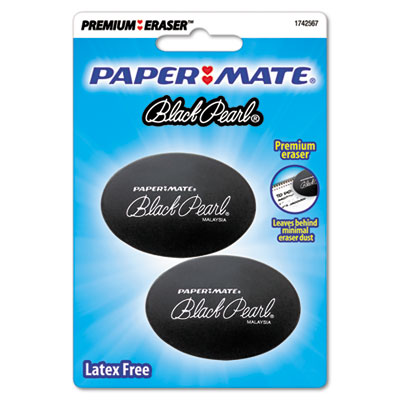 PREMIUM ERASER™
1742567
PAPER MATE®
Black Pearl®
Premium
eraser
Leaves behind
minimal
eraser dust
PAPER MATE®
Black Pearl®
MALAYSIA
PAPER MATE®
Black Pearl®
MALAYSIA
Latex Free